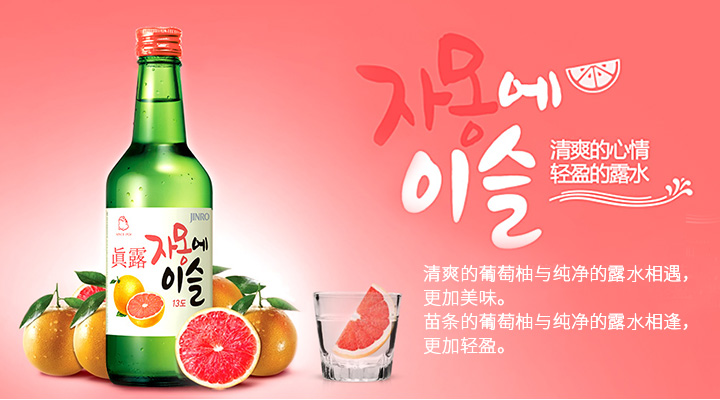 JINRO
眞露
자몽에
이슬
13도
자몽에
이슬
清爽的心情
轻盈的露水
清爽的葡萄柚与纯净的露水相遇，
更加美味。
苗条的葡萄柚与纯净的露水相逢，
更加轻盈。